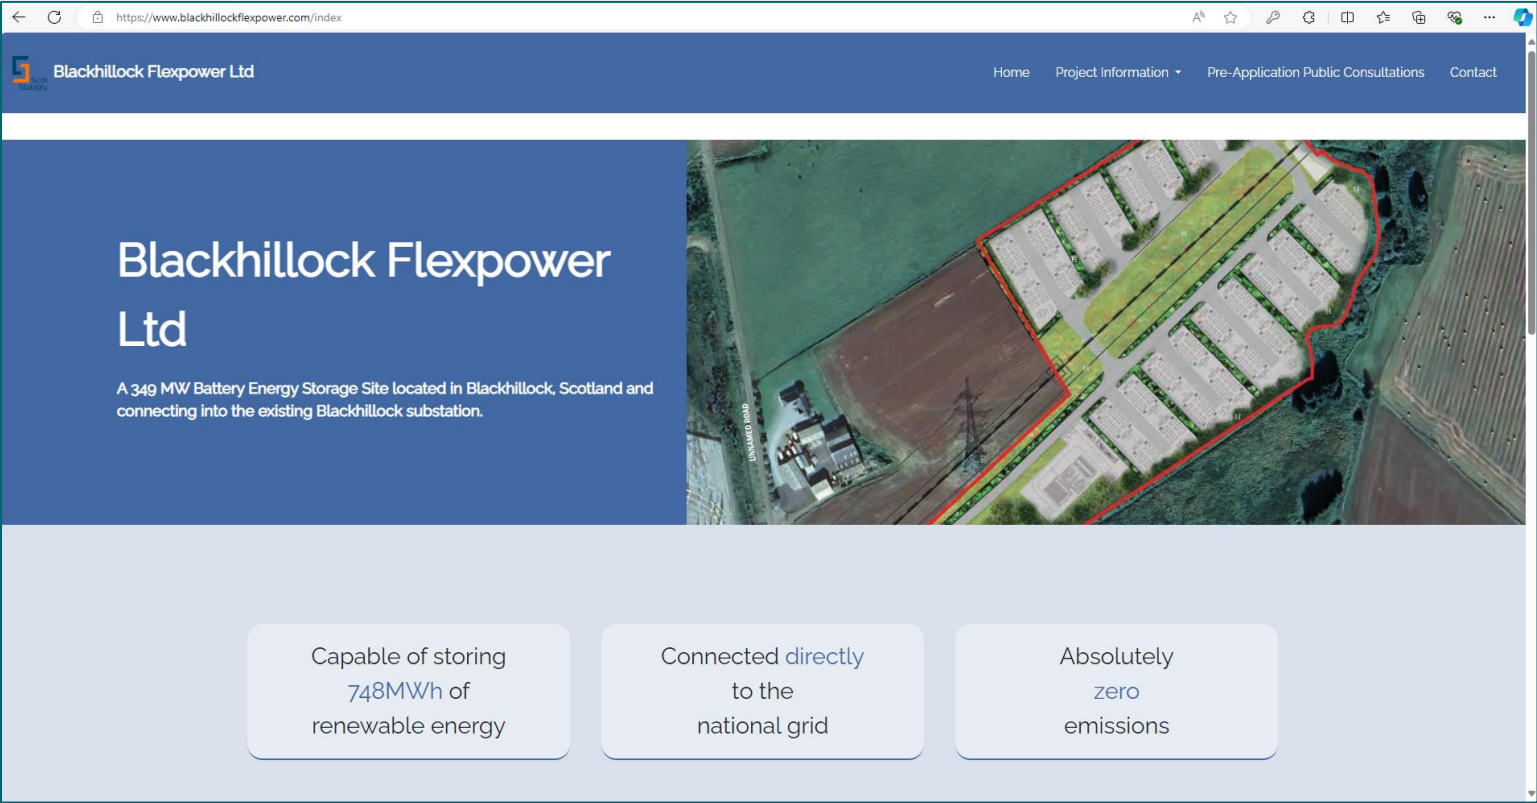 https://www.blackhillockflexpower.com/index
Scot
Stability
Blackhillock Flexpower Ltd
Home
Project Information
Pre-Application Public Consultations
Contact
Blackhillock Flexpower
Ltd
A 349 MW Battery Energy Storage Site located in Blackhillock, Scotland and
connecting into the existing Blackhillock substation.
UNNAMED ROAD
Capable of storing
748MWh of
renewable energy
Connected directly
to the
national grid
Absolutely
zero
emissions